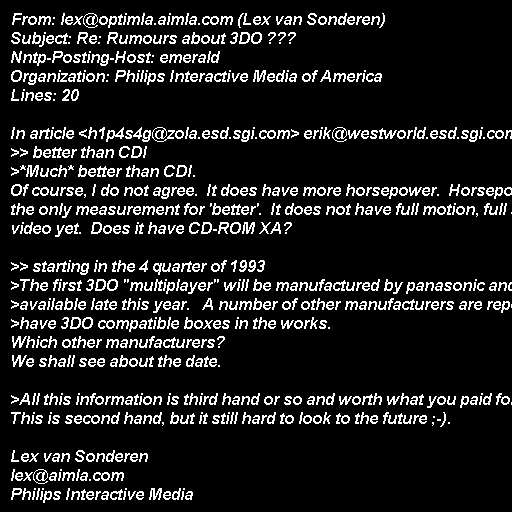 From: lex@optimla.aimla.com (Lex van Sonderen)
Subject: Re: Rumours about 3DO ???
Nntp-Posting-Host: emerald
Organization: Philips Interactive Media of America
Lines: 20

In article <h1p4s4g@zola.esd.sgi.com> erik@westworld.esd.sgi.com
>> better than CDI
>*Much* better than CDI.
Of course, I do not agree.  It does have more horsepower.  Horsepo
the only measurement for 'better'.  It does not have full motion, full
video yet.  Does it have CD-ROM XA?

>> starting in the 4 quarter of 1993
>The first 3DO "multiplayer" will be manufactured by panasonic and
>available late this year.   A number of other manufacturers are rep
>have 3DO compatible boxes in the works.
Which other manufacturers?
We shall see about the date.

>All this information is third hand or so and worth what you paid fo
This is second hand, but it still hard to look to the future ;-).

Lex van Sonderen
lex@aimla.com
Philips Interactive Media